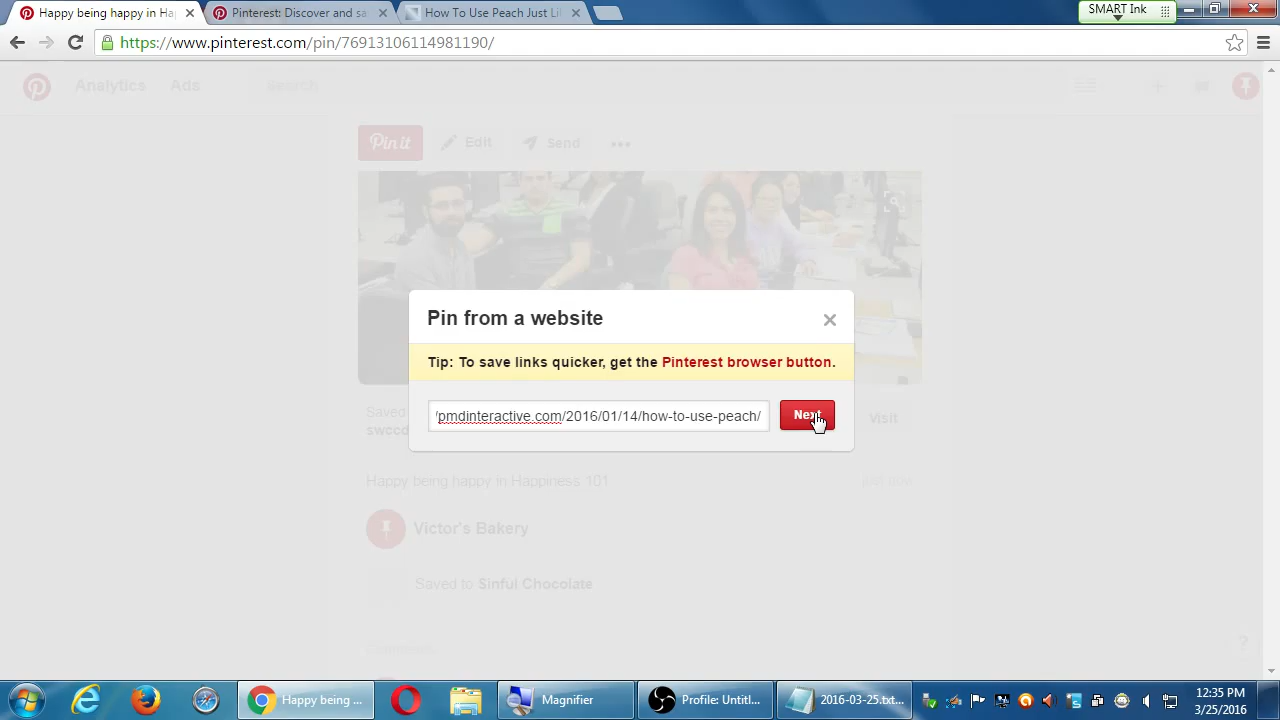 Happy being happy in Ha
Pinterest: Discover and sa
How To Use Peach Just Li
SMART Ink
https://www.pinterest.com/pin/76913106114981190/
Analytics
Ads
Search
Pin it
Edit
Send
Pin from a website
Tip: To save links quicker, get the Pinterest browser button.
/pmdinteractive.com/2016/01/14/how-to-use-peach/
Next
Saved
swccd
Visit
Happy being happy in Happiness 101
just now
Victor's Bakery
Saved to Sinful Chocolate
Comments
?
Happy being ...
Magnifier
Profile: Untitl...
2016-03-25.txt...
12:35 PM
3/25/2016